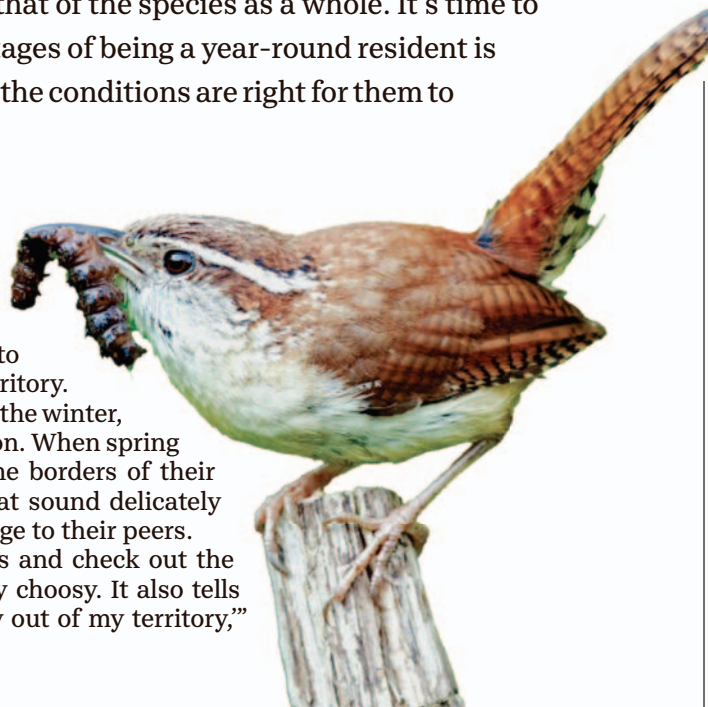 that of the species as a whole. It's time to
tages of being a year-round resident is
the conditions are right for them to
to
ritory.
the winter,
on. When spring
he borders of their
at sound delicately
ge to their peers.
s and check out the
y choosy. It also tells
y out of my territory,'”